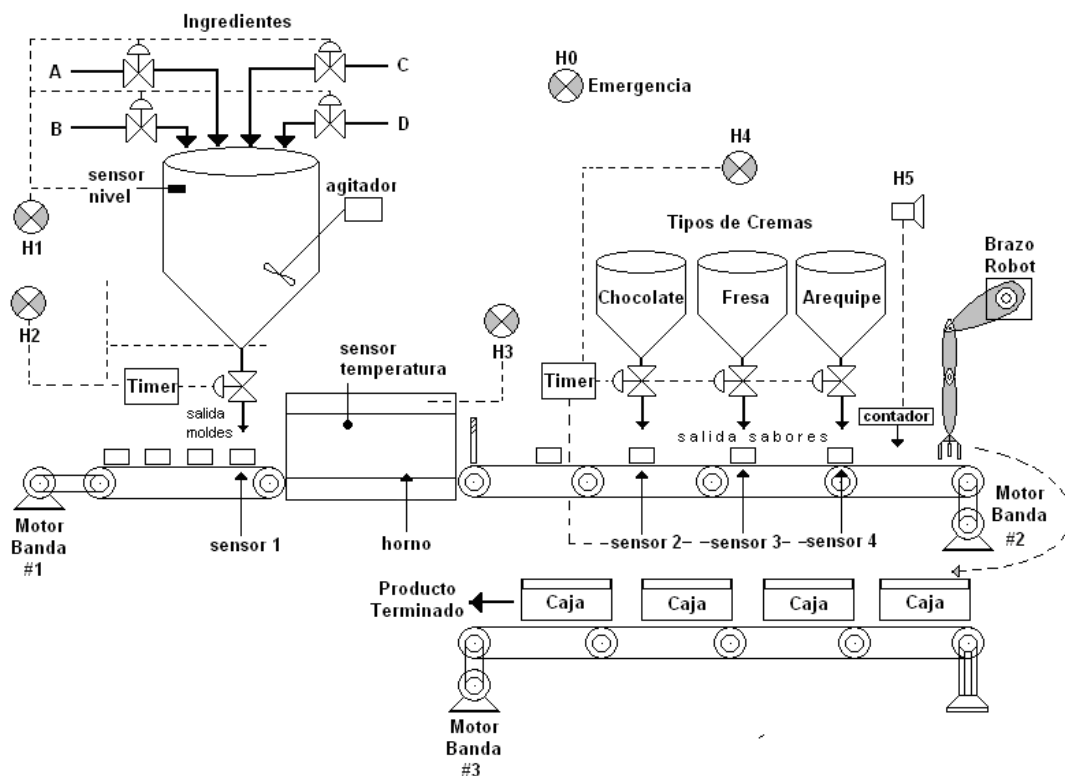 Ingredientes
A
C
B
D
sensor
nivel
agitador
H1
H2
Timer
salida
moldes
sensor
temperatura
H3
H0
Emergencia
H4
H5
Tipos de Cremas
Brazo
Robot
Chocolate
Fresa
Arequipe
Timer
contador
salida sabores
Motor
Banda
#1
sensor 1
horno
sensor 2
sensor 3
sensor 4
Motor
Banda
#2
Producto
Terminado
Caja
Caja
Caja
Caja
Motor
Banda
#3